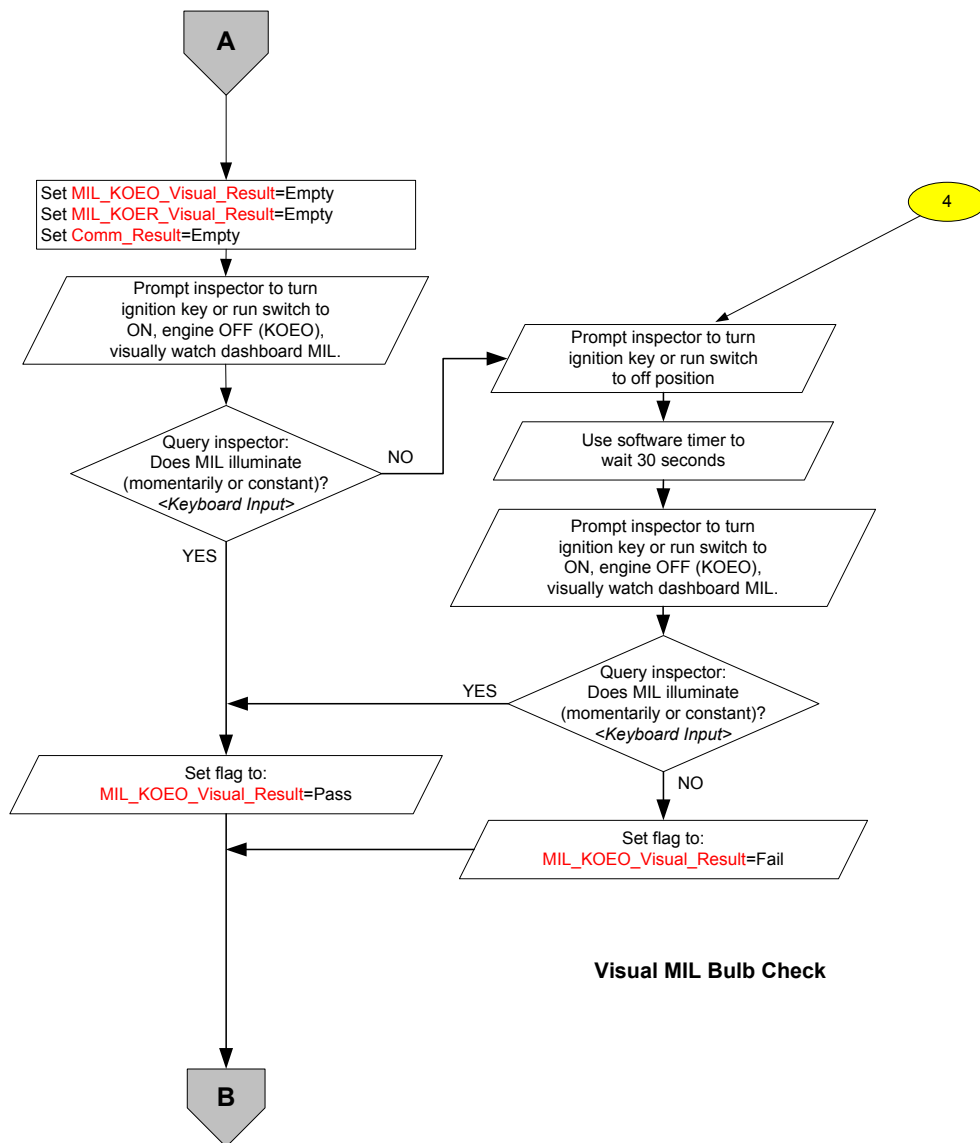 A
Set MIL_KOEO_Visual_Result=Empty
Set MIL_KOER_Visual_Result=Empty
Set Comm_Result=Empty
Prompt inspector to turn
ignition key or run switch to
ON, engine OFF (KOEO),
visually watch dashboard MIL.
Query inspector:
Does MIL illuminate
(momentarily or constant)?
<Keyboard Input>
NO
YES
4
Prompt inspector to turn
ignition key or run switch
to off position
Use software timer to
wait 30 seconds
Prompt inspector to turn
ignition key or run switch to
ON, engine OFF (KOEO),
visually watch dashboard MIL.
Query inspector:
Does MIL illuminate
(momentarily or constant)?
<Keyboard Input>
YES
NO
Set flag to:
MIL_KOEO_Visual_Result=Pass
Set flag to:
MIL_KOEO_Visual_Result=Fail
Visual MIL Bulb Check
B